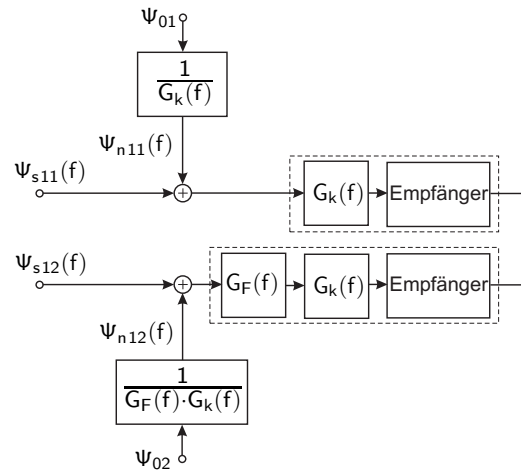 Ψ01
1
Gk(f)
Ψn11(f)
Ψs11(f)
Gk(f)
Empfänger
+
Ψs12(f)
+
GF(f)
Gk(f)
Empfänger
Ψn12(f)
1
GF(f)·Gk(f)
Ψ02